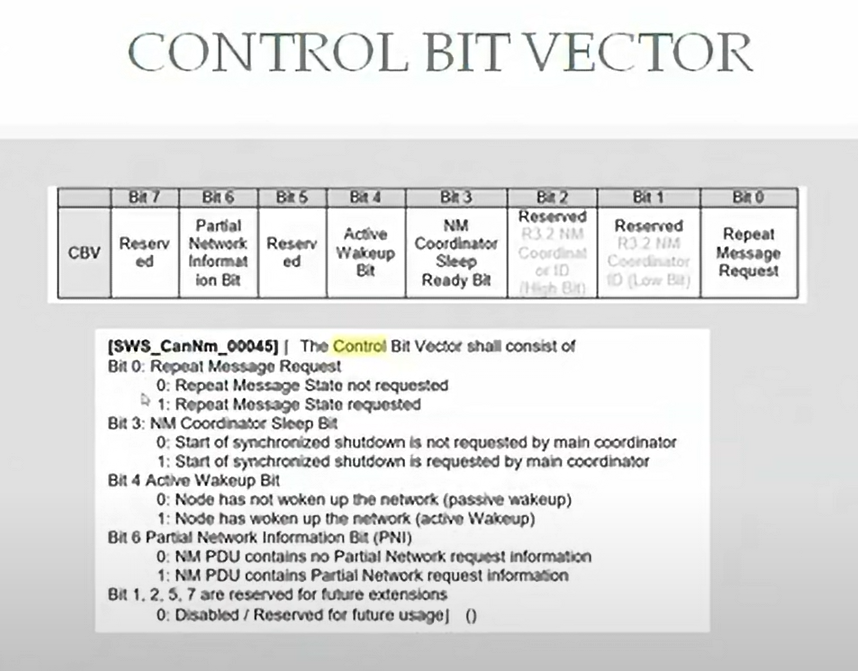 CONTROL BIT VECTOR
Bit 7 Bit 6 Bit 5 Bit 4 Bit 3 Bit 2 Bit 1 Bit 0
CBV
Reserv
ed
Partial
Network
Informat
ion Bit
Reserv
ed
Active
Wakeup
Bit
NM
Coordinator
Sleep
Ready Bit
Reserved
R3.2 NM
Coordinat
or ID
(High Bit)
Reserved
R3.2 NM
Coordinator
ID (Low Bit)
Repeat
Message
Request
[SWS_CanNm_00045] ⌈ The Control Bit Vector shall consist of
Bit 0: Repeat Message Request
0: Repeat Message State not requested
1: Repeat Message State requested
Bit 3: NM Coordinator Sleep Bit
0: Start of synchronized shutdown is not requested by main coordinator
1: Start of synchronized shutdown is requested by main coordinator
Bit 4 Active Wakeup Bit
0: Node has not woken up the network (passive wakeup)
1: Node has woken up the network (active Wakeup)
Bit 6 Partial Network Information Bit (PNI)
0: NM PDU contains no Partial Network request information
1: NM PDU contains Partial Network request information
Bit 1, 2, 5, 7 are reserved for future extensions
0: Disabled / Reserved for future usage⌋ ()